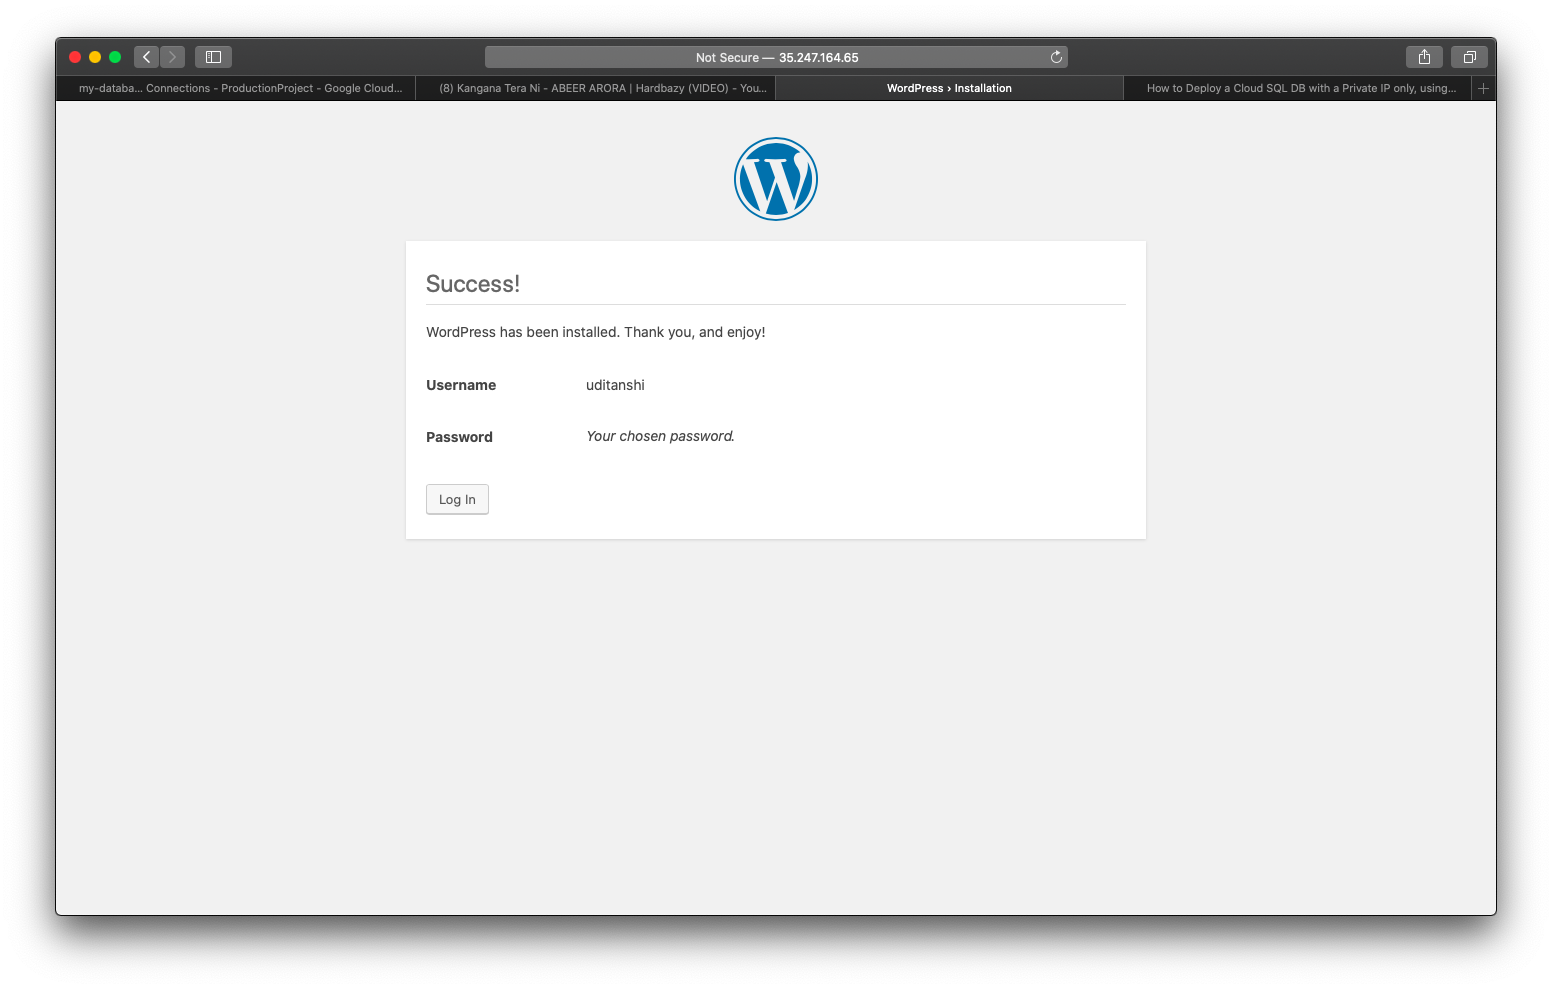 Not Secure — 35.247.164.65
my-databa... Connections - ProductionProject - Google Cloud...
(8) Kangana Tera Ni - ABEER ARORA | Hardbazy (VIDEO) - You...
WordPress › Installation
How to Deploy a Cloud SQL DB with a Private IP only, using...
Success!
WordPress has been installed. Thank you, and enjoy!
Username uditanshi
Password Your chosen password.
Log In